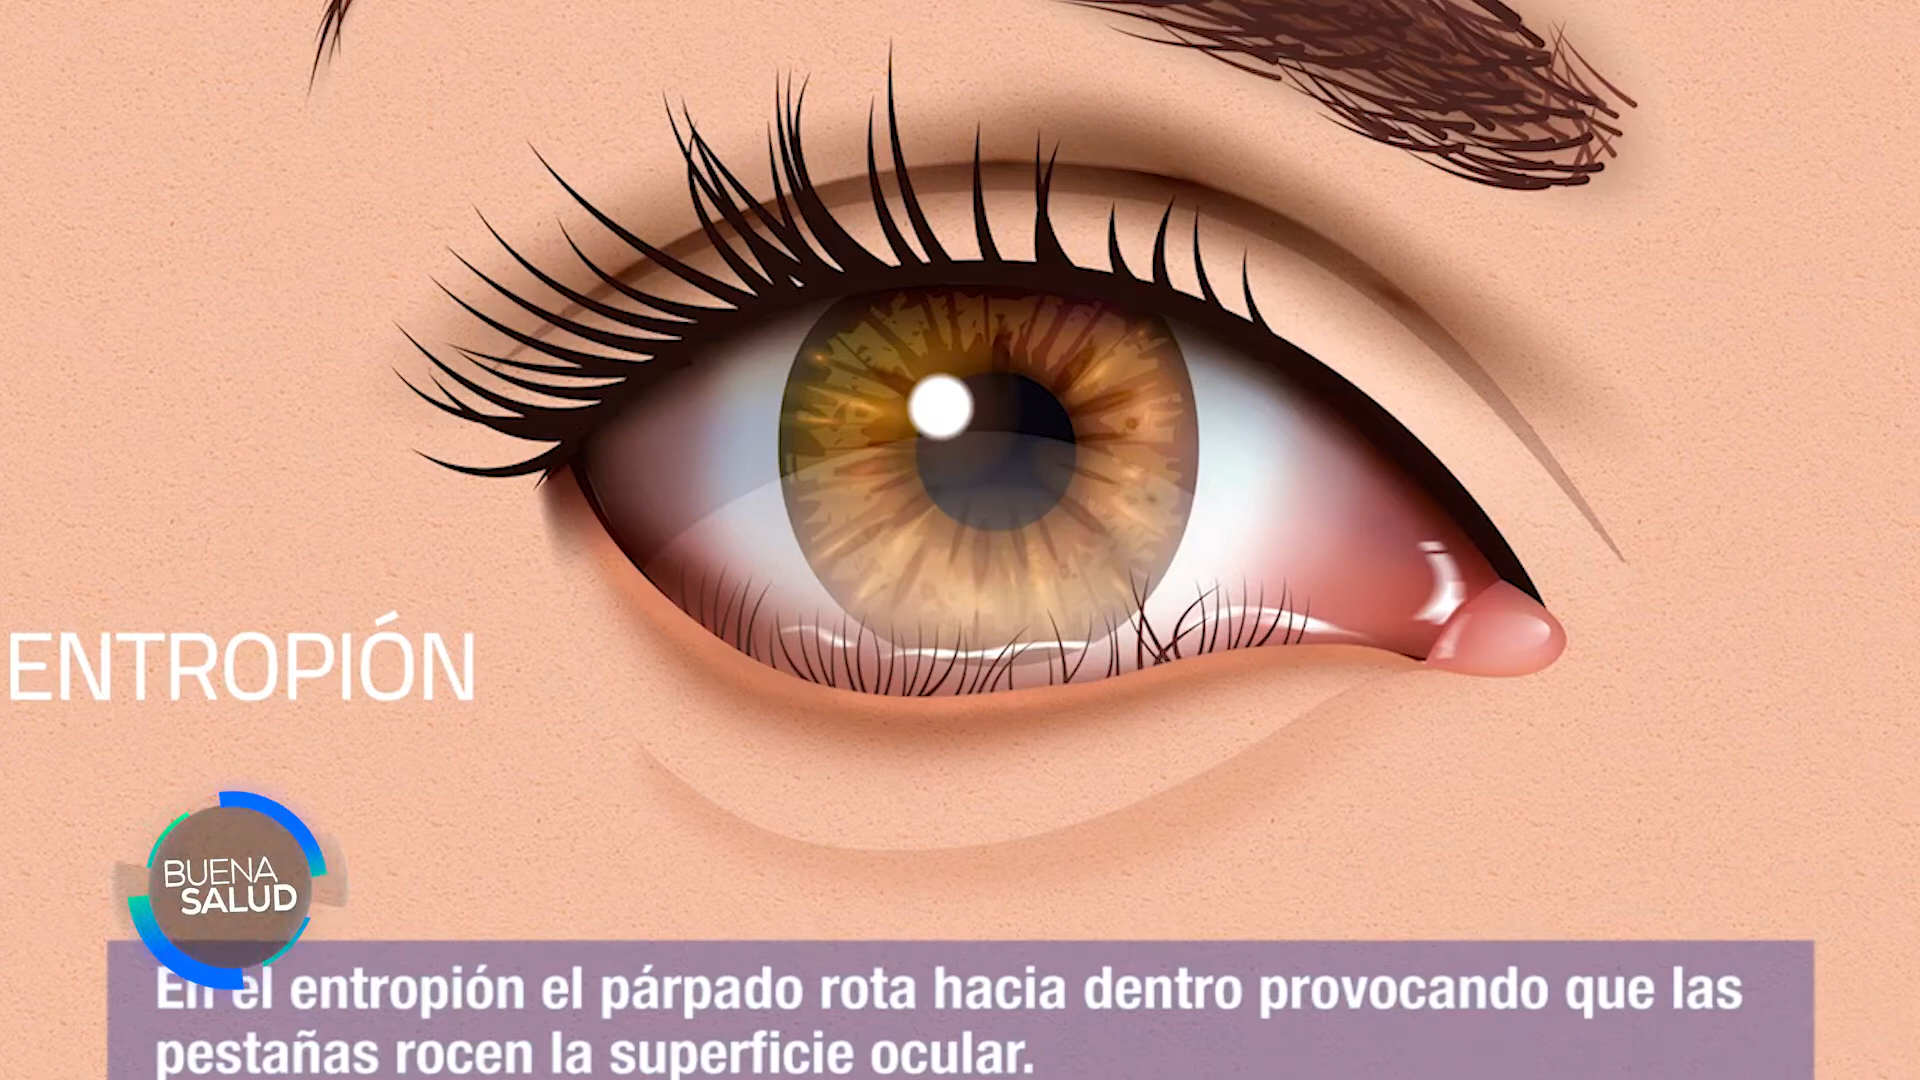 ENTROPIÓN
BUENA
SALUD
En el entropión el párpado rota hacia dentro provocando que las
pestañas rocen la superficie ocular.